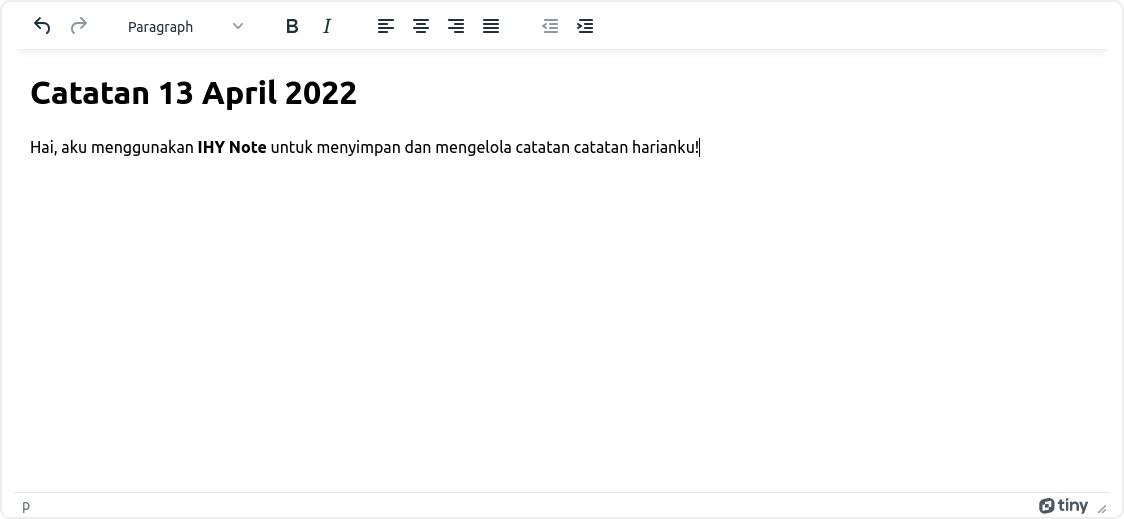 Paragraph B I
Catatan 13 April 2022
Hai, aku menggunakan IHY Note untuk menyimpan dan mengelola catatan catatan harianku!
p tiny